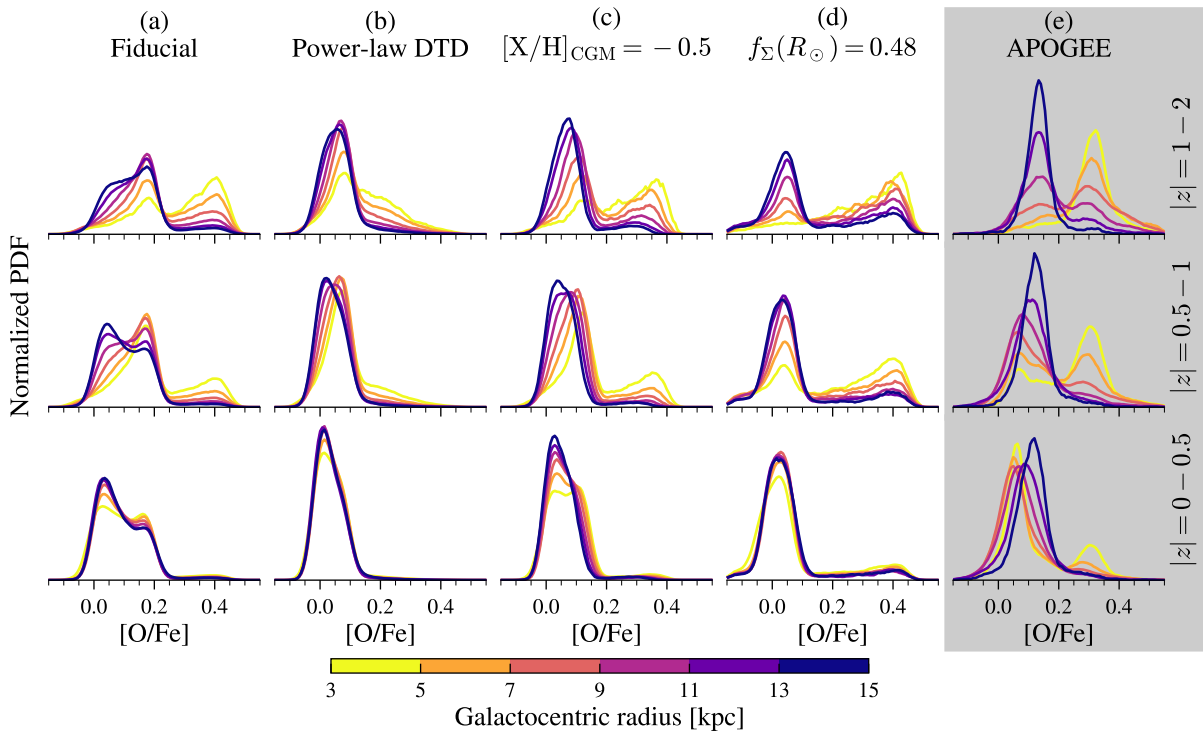 (a) (b) (c) (d) (e)
Fiducial Power-law DTD [X/H]CGM = −0.5 fΣ(R⊙) = 0.48 APOGEE
Normalized PDF
|z| = 1 − 2
|z| = 0.5 − 1
|z| = 0 − 0.5
0.0 0.2 0.4 0.0 0.2 0.4 0.0 0.2 0.4 0.0 0.2 0.4 0.0 0.2 0.4
[O/Fe] [O/Fe] [O/Fe] [O/Fe] [O/Fe]
3 5 7 9 11 13 15
Galactocentric radius [kpc]